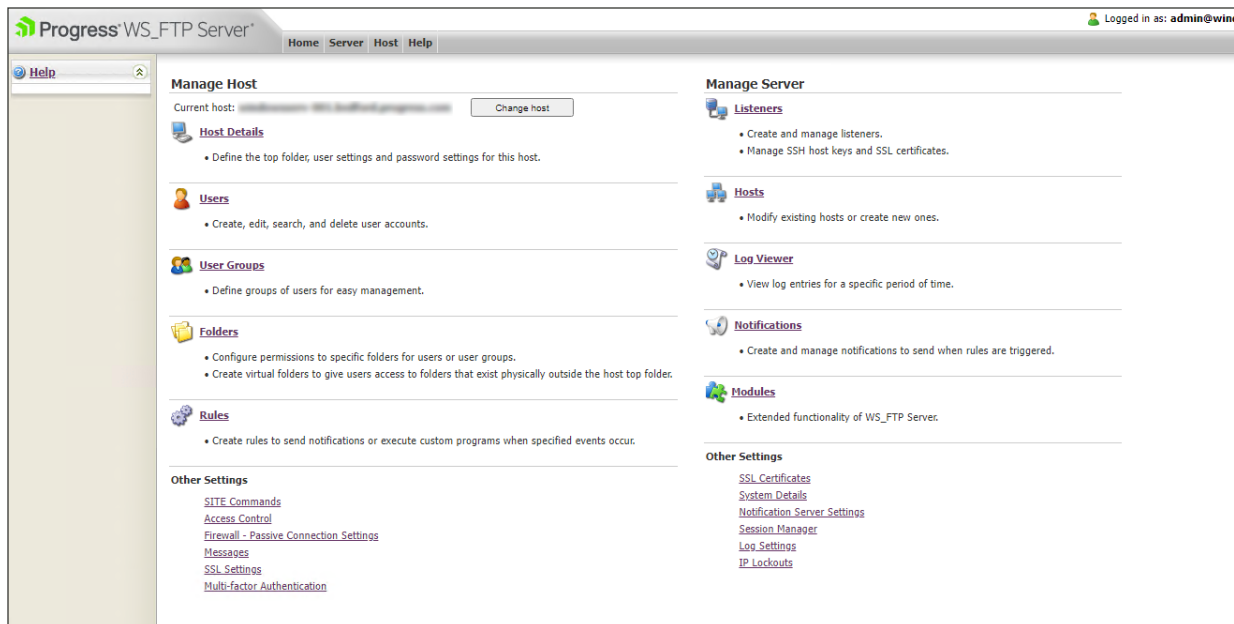 Progress® WS_FTP Server®
Logged in as: admin@wind
Home Server Host Help
Help
Manage Host
Current host:
Change host
Host Details
• Define the top folder, user settings and password settings for this host.
Users
• Create, edit, search, and delete user accounts.
User Groups
• Define groups of users for easy management.
Folders
• Configure permissions to specific folders for users or user groups.
• Create virtual folders to give users access to folders that exist physically outside the host top folder.
Rules
• Create rules to send notifications or execute custom programs when specified events occur.
Other Settings
SITE Commands
Access Control
Firewall - Passive Connection Settings
Messages
SSL Settings
Multi-factor Authentication
Manage Server
Listeners
• Create and manage listeners.
• Manage SSH host keys and SSL certificates.
Hosts
• Modify existing hosts or create new ones.
Log Viewer
• View log entries for a specific period of time.
Notifications
• Create and manage notifications to send when rules are triggered.
Modules
• Extended functionality of WS_FTP Server.
Other Settings
SSL Certificates
System Details
Notification Server Settings
Session Manager
Log Settings
IP Lockouts